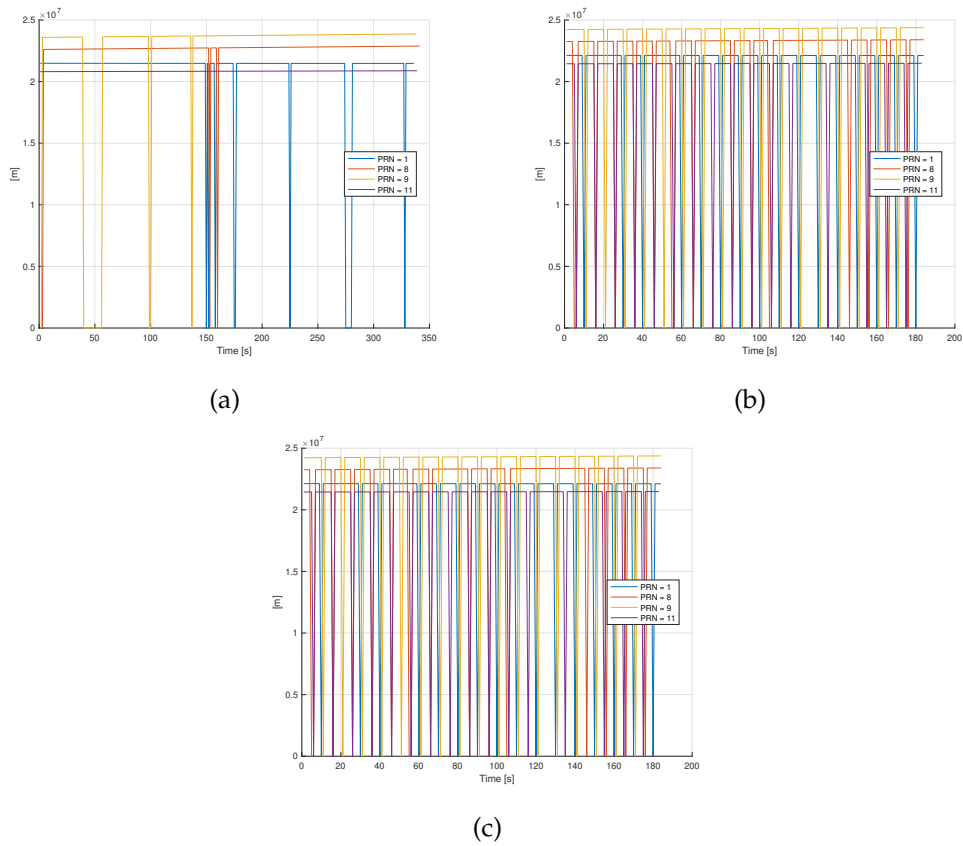 ×10⁷
2.5
2
1.5
1
0.5
0
[m]
0 50 100 150 200 250 300 350
Time [s]
PRN = 1
PRN = 8
PRN = 9
PRN = 11
(a)
×10⁷
2.5
2
1.5
1
0.5
0
[m]
0 20 40 60 80 100 120 140 160 180 200
Time [s]
PRN = 1
PRN = 8
PRN = 9
PRN = 11
(b)
×10⁷
2.5
2
1.5
1
0.5
0
[m]
0 20 40 60 80 100 120 140 160 180 200
Time [s]
PRN = 1
PRN = 8
PRN = 9
PRN = 11
(c)